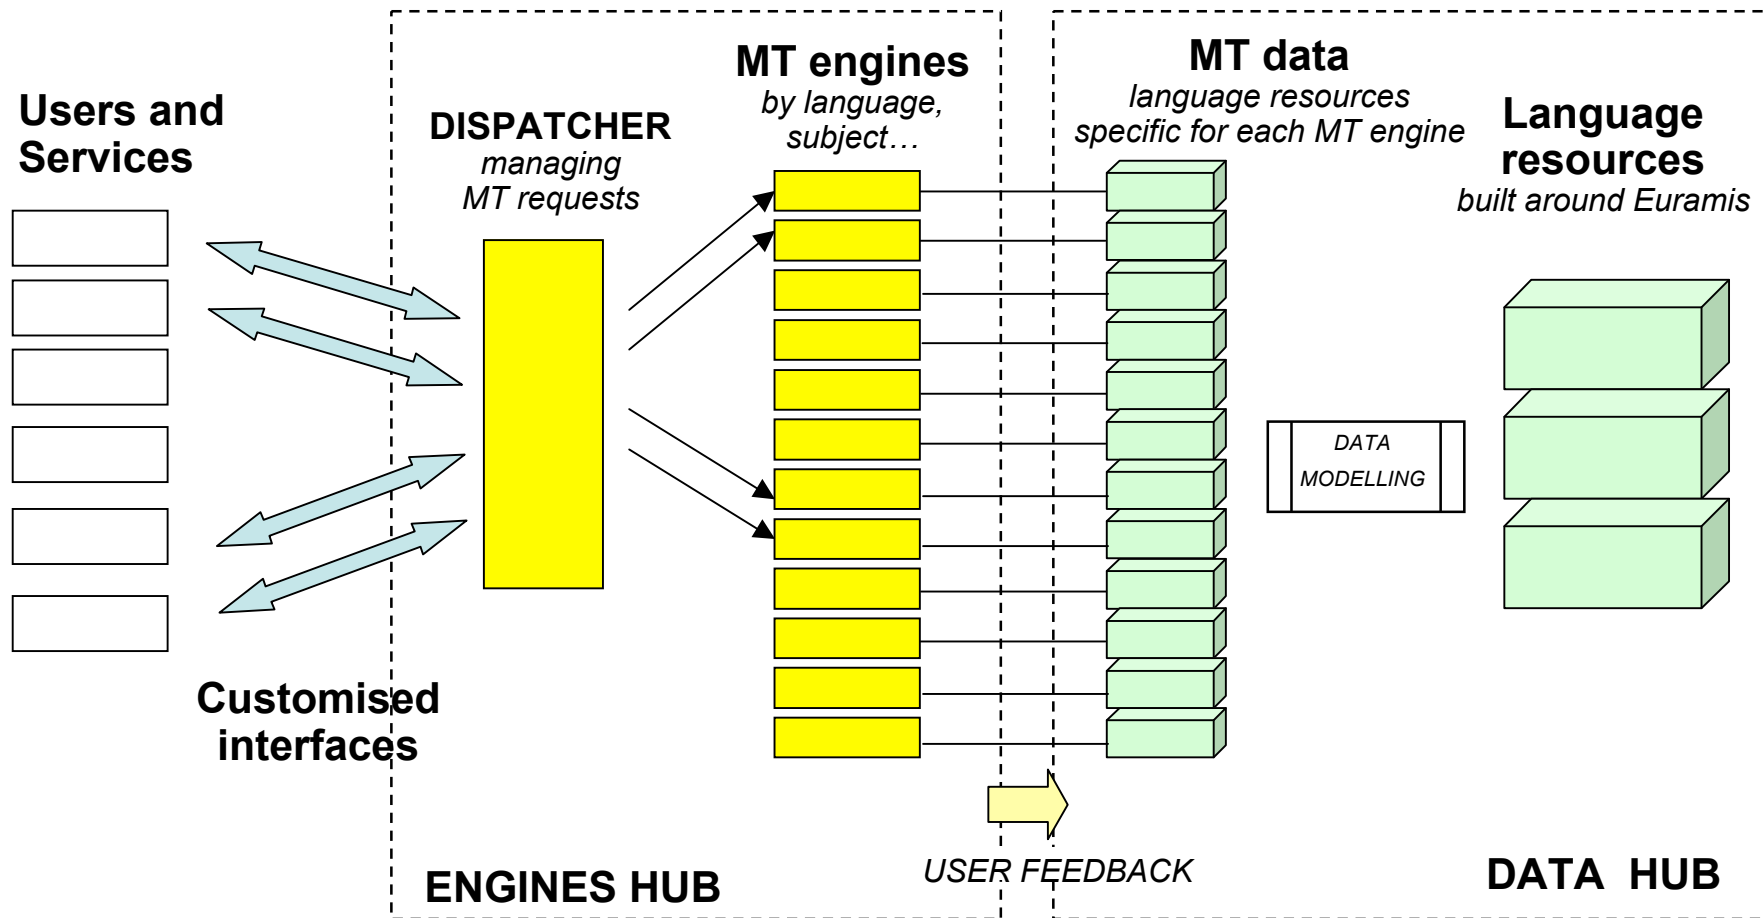 Users and
Services
DISPATCHER
managing
MT requests
MT engines
by language,
subject…
MT data
language resources
specific for each MT engine
Language
resources
built around Euramis
DATA
MODELLING
Customised
interfaces
USER FEEDBACK
ENGINES HUB
DATA HUB